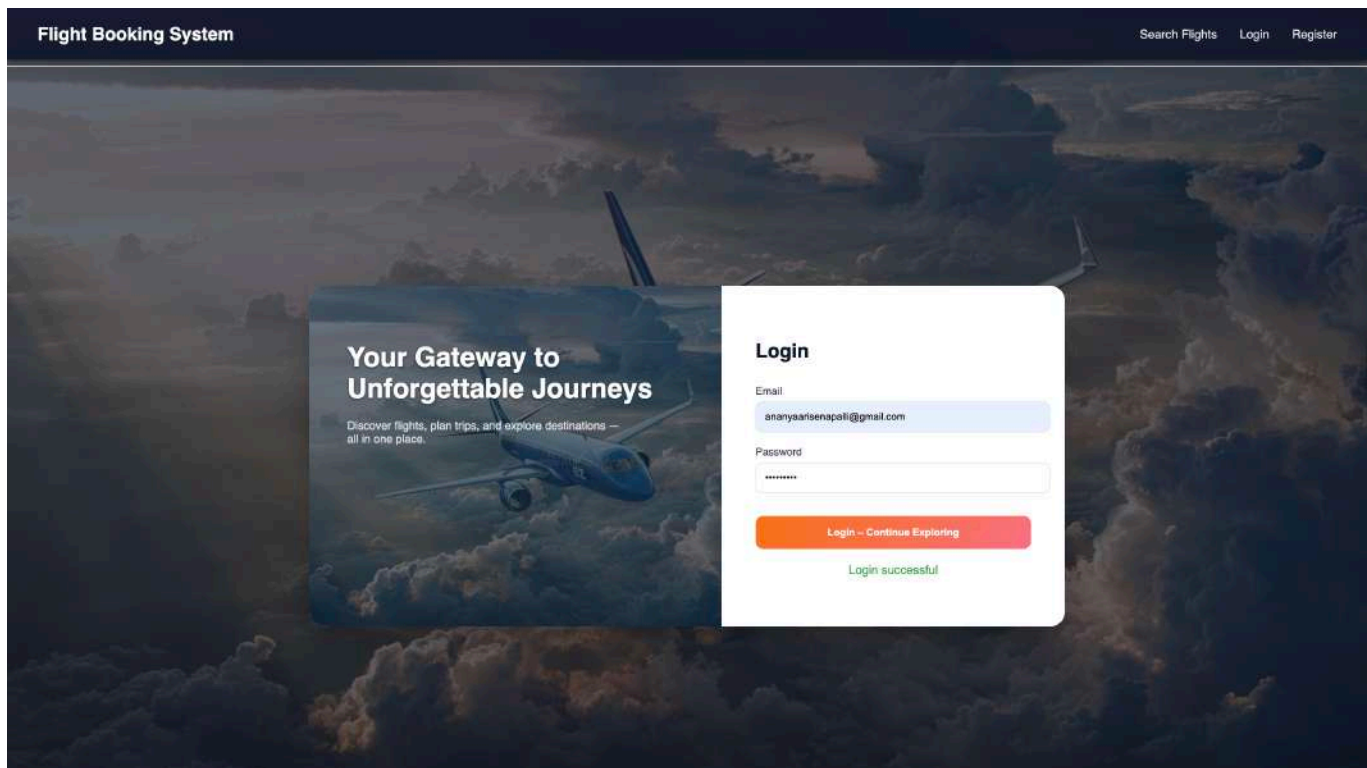 Flight Booking System
Search Flights Login Register
Your Gateway to
Unforgettable Journeys
Discover flights, plan trips, and explore destinations —
all in one place.
Login
Email
ananyaarisenapalli@gmail.com
Password
•••••••••
Login – Continue Exploring
Login successful